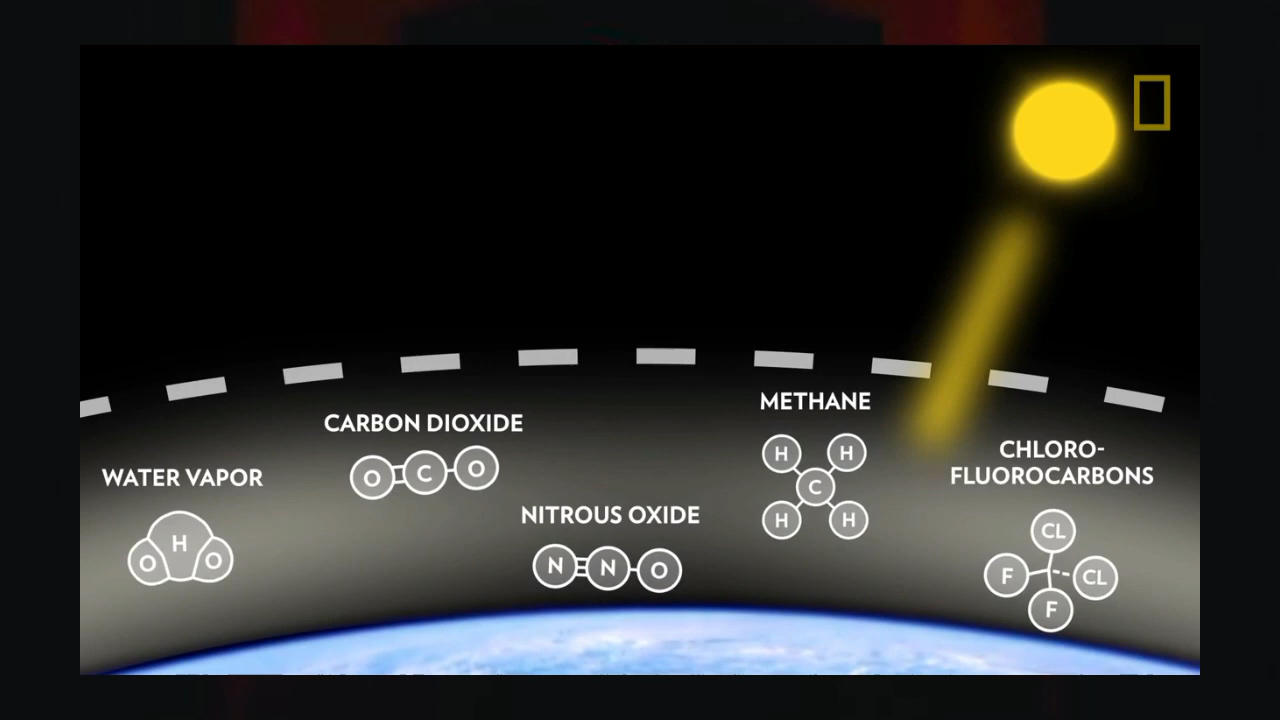 METHANE
CARBON DIOXIDE
CHLORO-
FLUOROCARBONS
WATER VAPOR
NITROUS OXIDE
H H
C
H H
O C O
CL
H
O O
N N O
F CL
F